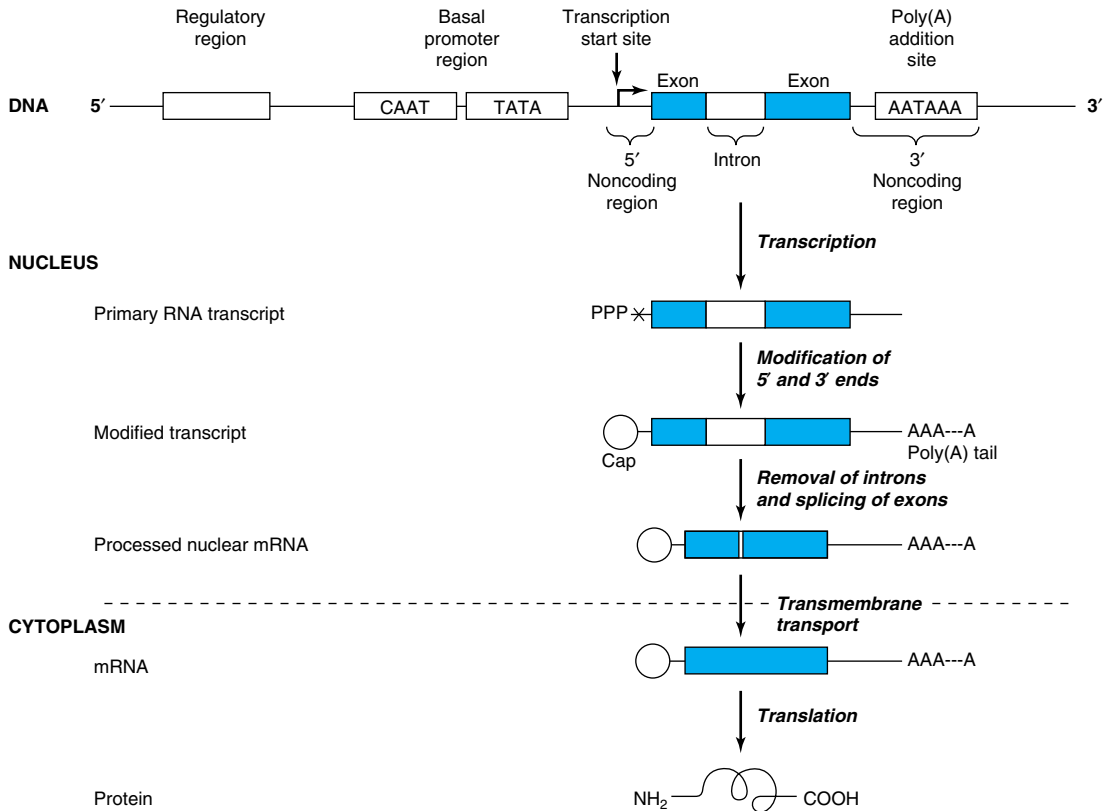 Regulatory
region
Basal
promoter
region
Transcription
start site
Poly(A)
addition
site
Exon
Exon
DNA 5′ CAAT TATA AATAAA 3′
5′
Noncoding
region
Intron
3′
Noncoding
region
Transcription
NUCLEUS
Primary RNA transcript PPP
Modification of
5′ and 3′ ends
Modified transcript AAA---A
Cap
Poly(A) tail
Removal of introns
and splicing of exons
Processed nuclear mRNA AAA---A
Transmembrane
transport
CYTOPLASM
mRNA AAA---A
Translation
Protein NH₂ COOH